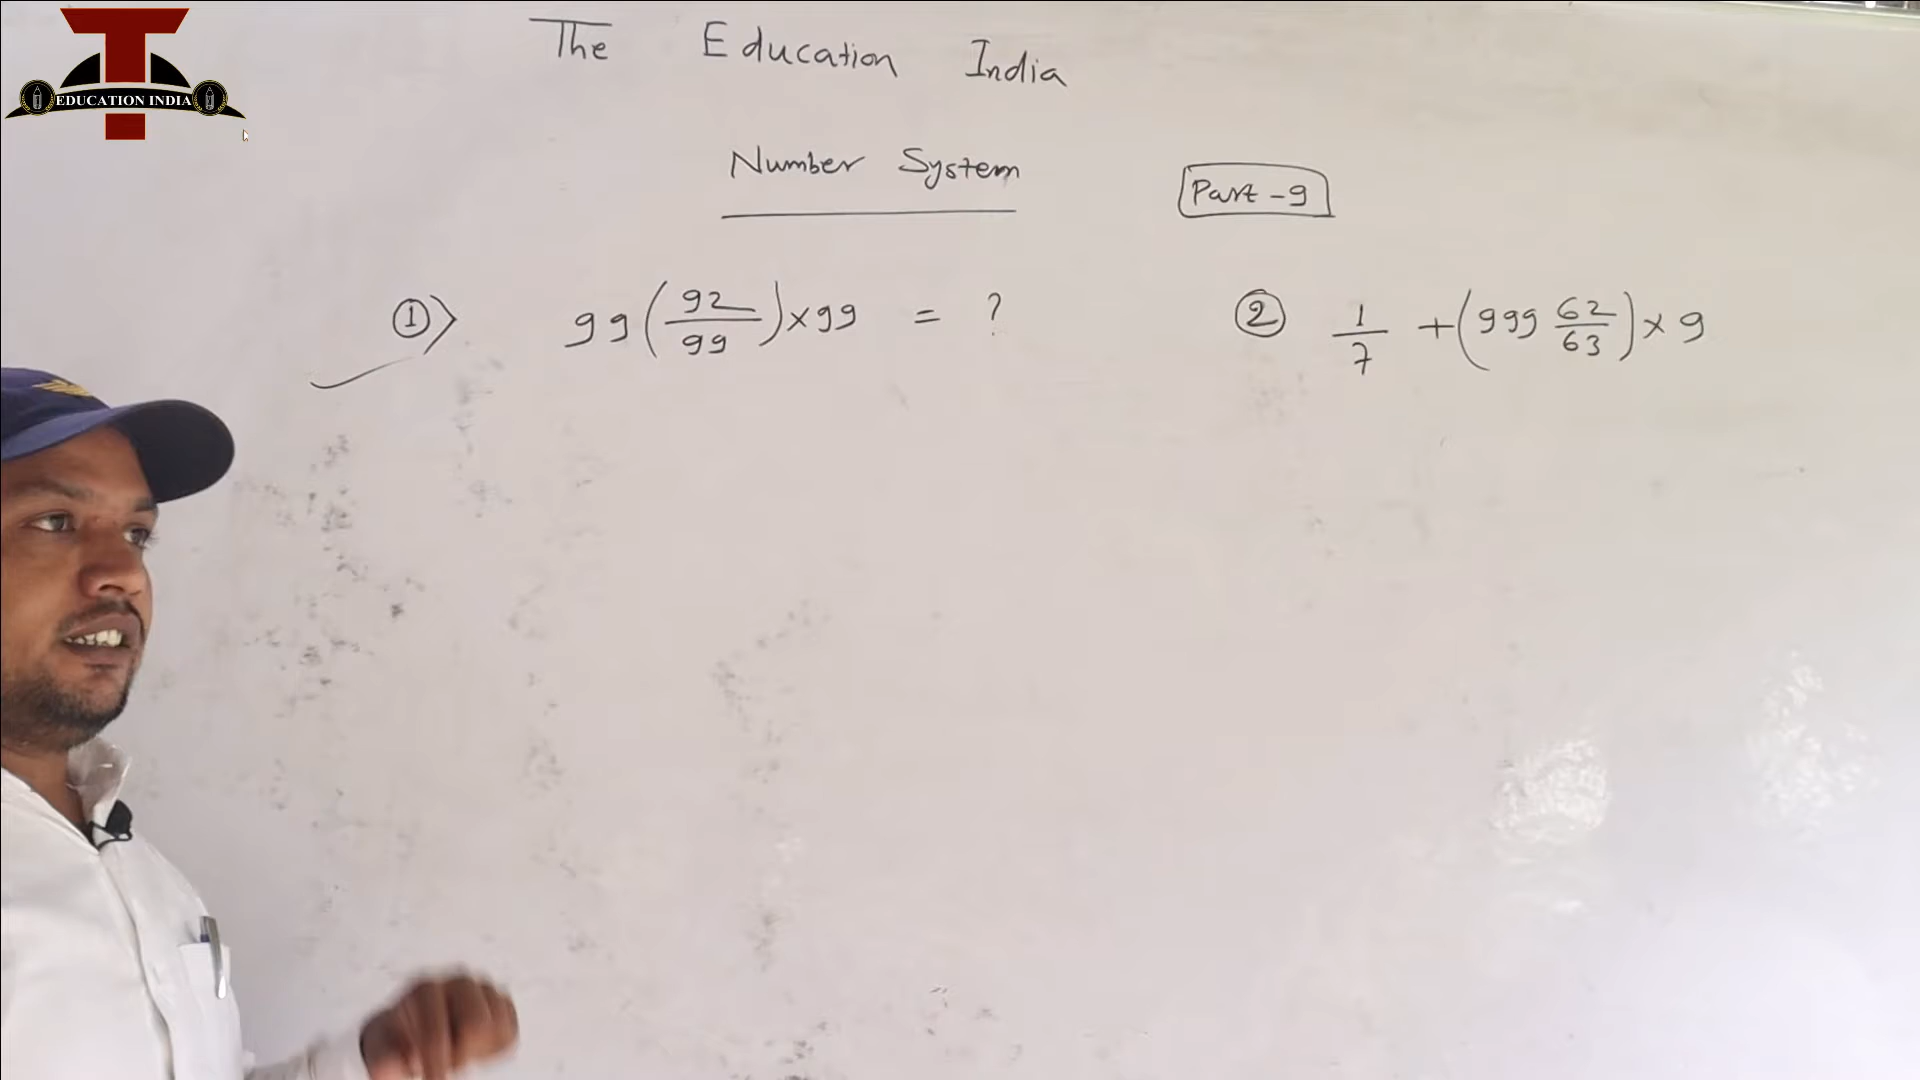 T
EDUCATION INDIA
The Education India
Number System
Part-9
① > 99(92/99)×99 = ?
② 1/7 + (999 62/63)×9